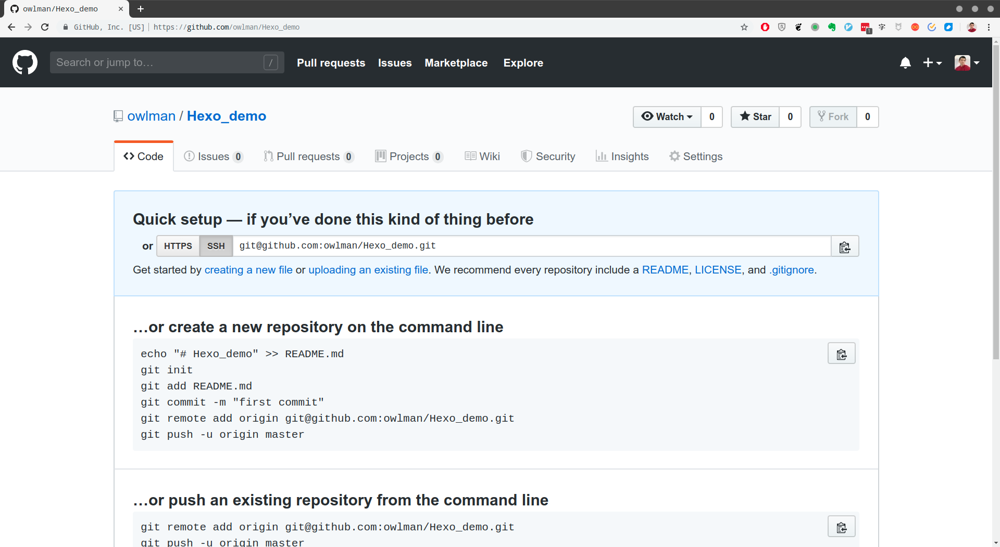 owlman/Hexo_demo
GitHub, Inc. [US] | https://github.com/owlman/Hexo_demo
1
字
Search or jump to… /
Pull requests Issues Marketplace Explore
owlman / Hexo_demo
Watch 0 Star 0 Fork 0
Code Issues 0 Pull requests 0 Projects 0 Wiki Security Insights Settings
Quick setup — if you’ve done this kind of thing before
or HTTPS SSH git@github.com:owlman/Hexo_demo.git
Get started by creating a new file or uploading an existing file. We recommend every repository include a README, LICENSE, and .gitignore.
…or create a new repository on the command line
echo "# Hexo_demo" >> README.md
git init
git add README.md
git commit -m "first commit"
git remote add origin git@github.com:owlman/Hexo_demo.git
git push -u origin master
…or push an existing repository from the command line
git remote add origin git@github.com:owlman/Hexo_demo.git
git push -u origin master